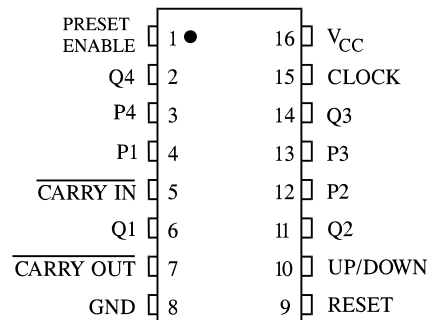 PRESET
ENABLE 1 16 VCC
Q4 2 15 CLOCK
P4 3 14 Q3
P1 4 13 P3
CARRY IN 5 12 P2
Q1 6 11 Q2
CARRY OUT 7 10 UP/DOWN
GND 8 9 RESET